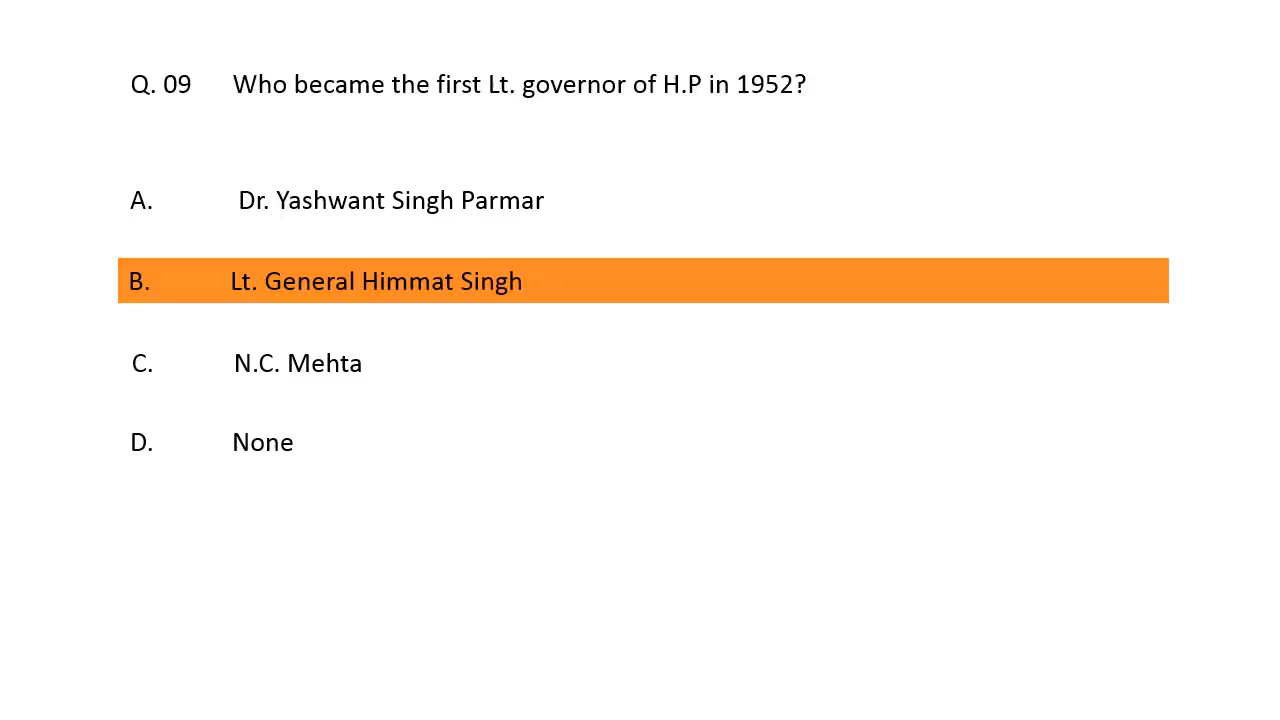 Q. 09 Who became the first Lt. governor of H.P in 1952?
A. Dr. Yashwant Singh Parmar
B. Lt. General Himmat Singh
C. N.C. Mehta
D. None